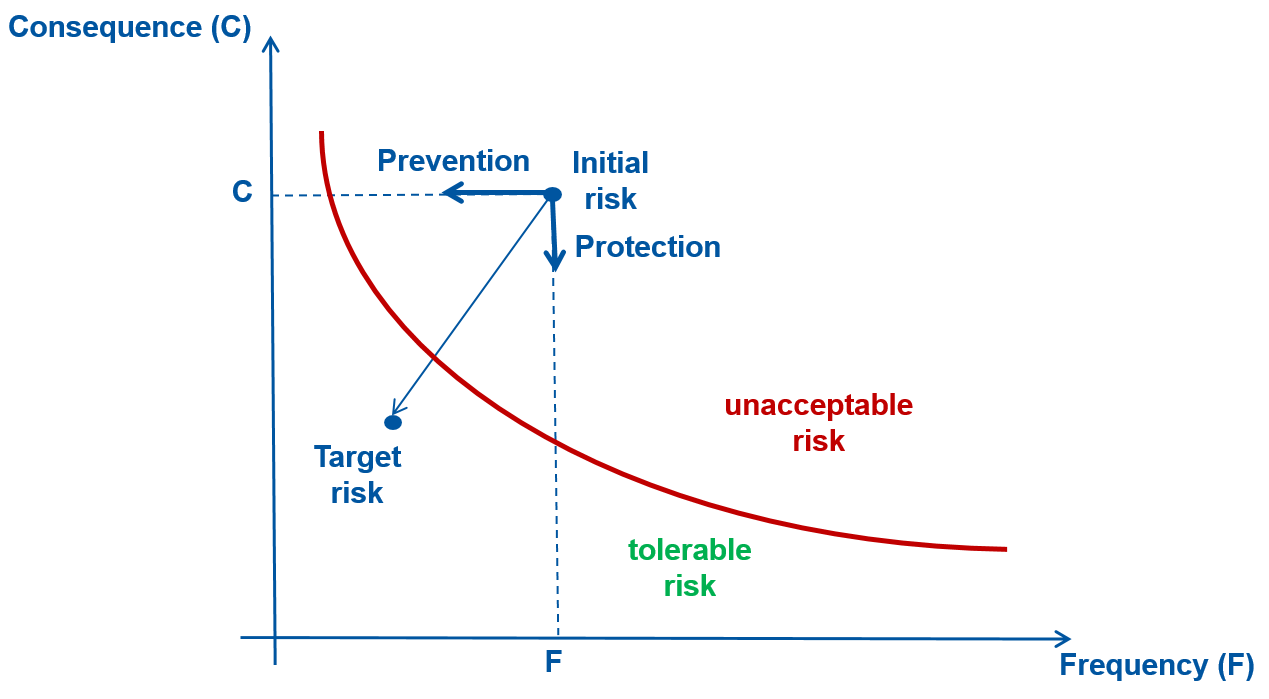 Consequence (C)
Prevention
Initial
risk
C
Protection
unacceptable
risk
Target
risk
tolerable
risk
F
Frequency (F)